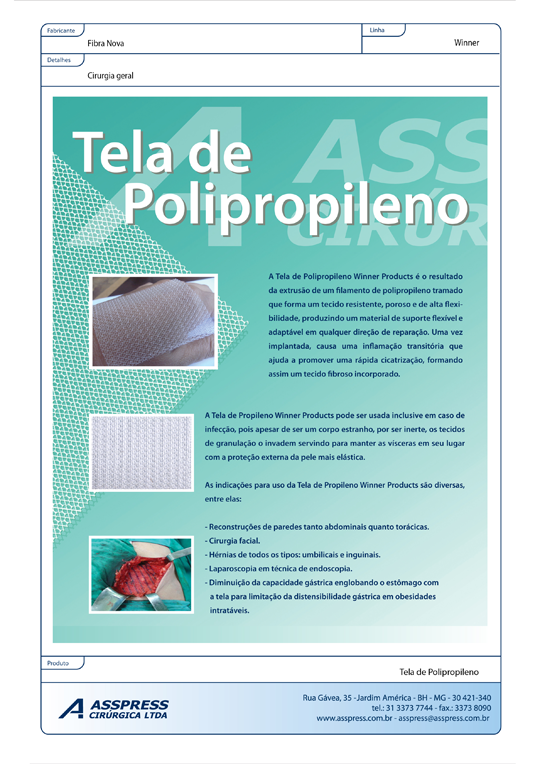 Fabricante
Linha
Fibra Nova
Winner
Detalhes
Cirurgia geral
A ASS
CIRÚR
Tela de
Polipropileno
A Tela de Polipropileno Winner Products é o resultado
da extrusão de um filamento de polipropileno tramado
que forma um tecido resistente, poroso e de alta flexi-
bilidade, produzindo um material de suporte flexível e
adaptável em qualquer direção de reparação. Uma vez
implantada, causa uma inflamação transitória que
ajuda a promover uma rápida cicatrização, formando
assim um tecido fibroso incorporado.
A Tela de Propileno Winner Products pode ser usada inclusive em caso de
infecção, pois apesar de ser um corpo estranho, por ser inerte, os tecidos
de granulação o invadem servindo para manter as vísceras em seu lugar
com a proteção externa da pele mais elástica.
As indicações para uso da Tela de Propileno Winner Products são diversas,
entre elas:
- Reconstruções de paredes tanto abdominais quanto torácicas.
- Cirurgia facial.
- Hérnias de todos os tipos: umbilicais e inguinais.
- Laparoscopia em técnica de endoscopia.
- Diminuição da capacidade gástrica englobando o estômago com
a tela para limitação da distensibilidade gástrica em obesidades
intratáveis.
Produto
Tela de Polipropileno
ASSPRESS
CIRÚRGICA LTDA
Rua Gávea, 35 -Jardim América - BH - MG - 30 421-340
tel.: 31 3373 7744 - fax.: 3373 8090
www.asspress.com.br - asspress@asspress.com.br